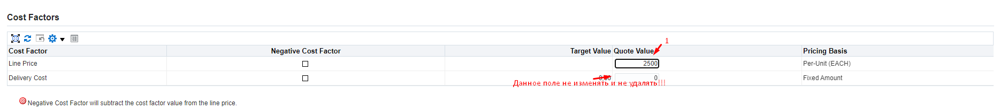 Cost Factors
1
Cost Factor Negative Cost Factor Target Value Quote Value Pricing Basis
Line Price 2500 Per-Unit (EACH)
Delivery Cost 0.00 0 Fixed Amount
Данное поле не изменять и не удалять!!!
Negative Cost Factor will subtract the cost factor value from the line price.